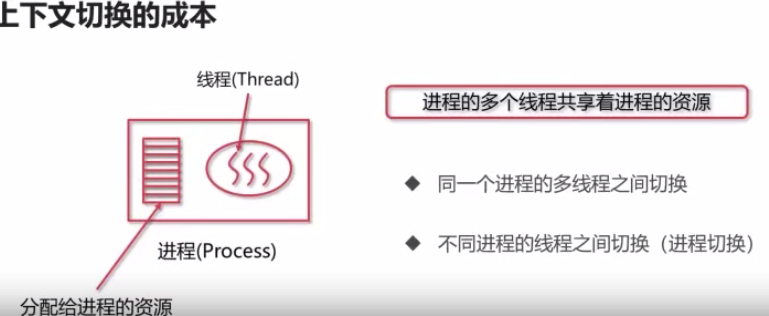 上下文切换的成本
线程(Thread)
进程的多个线程共享着进程的资源
同一个进程的多线程之间切换
不同进程的线程之间切换（进程切换）
进程(Process)
分配给进程的资源